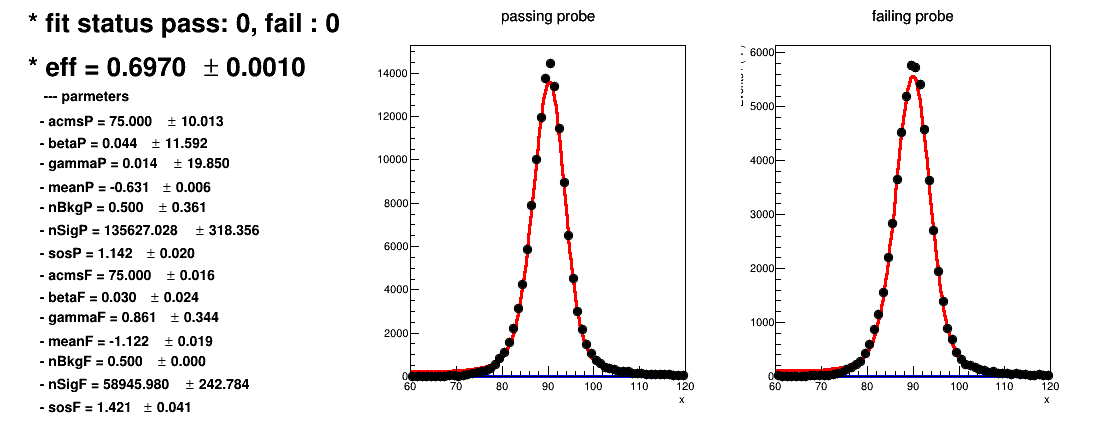 * fit status pass: 0, fail : 0
* eff = 0.6970 ± 0.0010
--- parmeters
- acmsP = 75.000 ± 10.013
- betaP = 0.044 ± 11.592
- gammaP = 0.014 ± 19.850
- meanP = -0.631 ± 0.006
- nBkgP = 0.500 ± 0.361
- nSigP = 135627.028 ± 318.356
- sosP = 1.142 ± 0.020
- acmsF = 75.000 ± 0.016
- betaF = 0.030 ± 0.024
- gammaF = 0.861 ± 0.344
- meanF = -1.122 ± 0.019
- nBkgF = 0.500 ± 0.000
- nSigF = 58945.980 ± 242.784
- sosF = 1.421 ± 0.041
passing probe
14000
12000
10000
8000
6000
4000
2000
0
60 70 80 90 100 110 120
x
failing probe
6000
5000
4000
3000
2000
1000
0
60 70 80 90 100 110 120
x